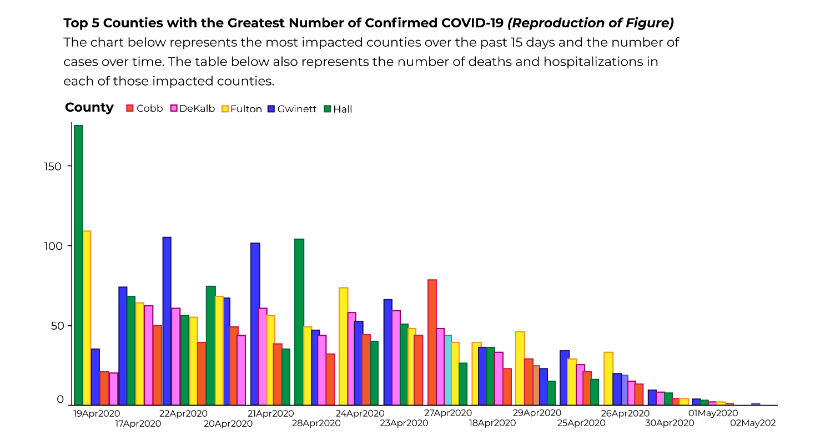 Top 5 Counties with the Greatest Number of Confirmed COVID-19 (Reproduction of Figure)
The chart below represents the most impacted counties over the past 15 days and the number of
cases over time. The table below also represents the number of deaths and hospitalizations in
each of those impacted counties.
County Cobb DeKalb Fulton Gwinett Hall
150
100
50
0
19Apr2020 22Apr2020 21Apr2020 24Apr2020 27Apr2020 29Apr2020 26Apr2020 01May2020
17Apr2020 20Apr2020 28Apr2020 23Apr2020 18Apr2020 25Apr2020 30Apr2020 02May202